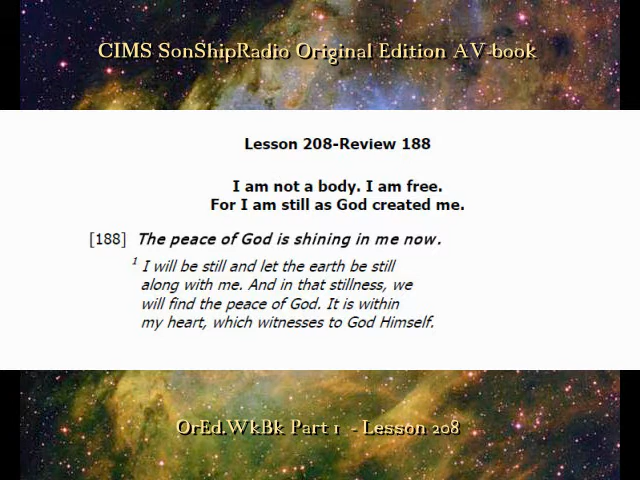 CIMS SonShipRadio Original Edition AV-book
Lesson 208-Review 188
I am not a body. I am free.
For I am still as God created me.
[188] The peace of God is shining in me now.
1 I will be still and let the earth be still
along with me. And in that stillness, we
will find the peace of God. It is within
my heart, which witnesses to God Himself.
OrEd.WkBk Part 1 - Lesson 208